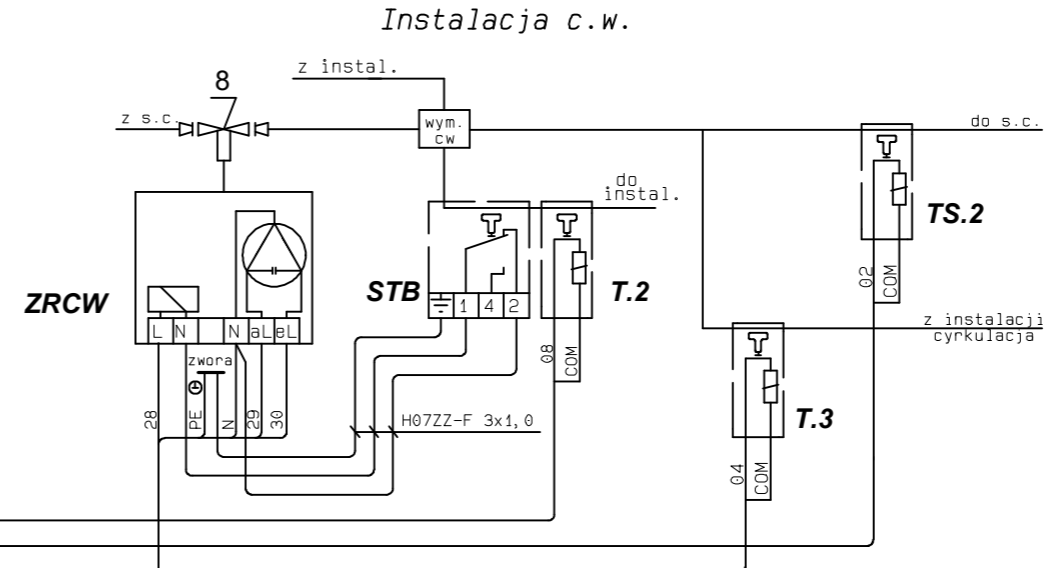 Instalacja c.w.
z instal.
8
z s.c.
wym.
cw
do s.c.
do
instal.
TS.2
ZRCW
STB
T.2
02
COM
L N N aL eL
1 4 2
z instalacji
cyrkulacja
zwora
08
COM
T.3
28
PE
N
29
30
H07ZZ-F 3x1,0
04
COM